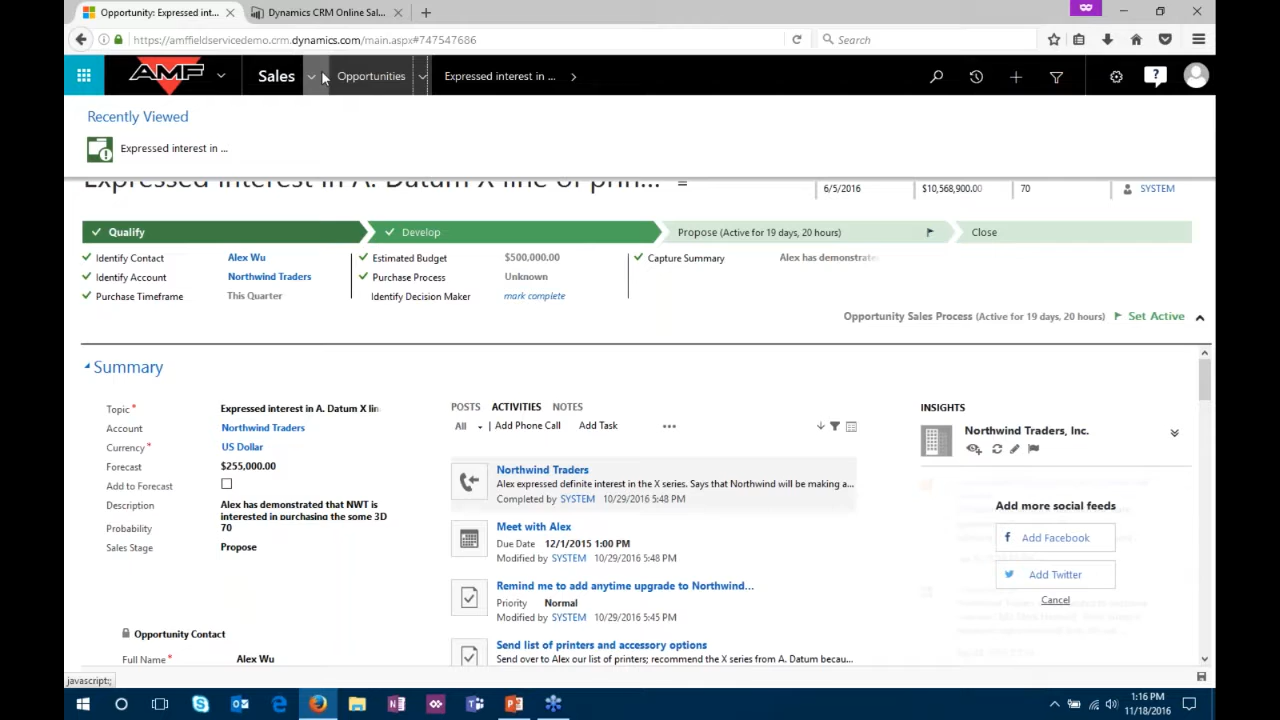 Opportunity: Expressed int...
Dynamics CRM Online Sal...
https://amffieldservicedemo.crm.dynamics.com/main.aspx#747547686
Search
AMF
Sales
Opportunities
Expressed interest in ...
Recently Viewed
Expressed interest in ...
Expressed interest in A. Datum X line of prin...
6/5/2016
$10,568,900.00
70
SYSTEM
Qualify
Develop
Propose (Active for 19 days, 20 hours)
Close
Identify Contact Alex Wu
Identify Account Northwind Traders
Purchase Timeframe This Quarter
Estimated Budget $500,000.00
Purchase Process Unknown
Identify Decision Maker mark complete
Capture Summary Alex has demonstrate
Opportunity Sales Process (Active for 19 days, 20 hours) Set Active
Summary
Topic* Expressed interest in A. Datum X lin
Account Northwind Traders
Currency* US Dollar
Forecast $255,000.00
Add to Forecast
Description Alex has demonstrated that NWT is
interested in purchasing the some 3D
Probability 70
Sales Stage Propose
Opportunity Contact
Full Name* Alex Wu
POSTS ACTIVITIES NOTES
All | Add Phone Call Add Task ...
Northwind Traders
Alex expressed definite interest in the X series. Says that Northwind will be making a...
Completed by SYSTEM 10/29/2016 5:48 PM
Meet with Alex
Due Date 12/1/2015 1:00 PM
Modified by SYSTEM 10/29/2016 5:48 PM
Remind me to add anytime upgrade to Northwind...
Priority Normal
Modified by SYSTEM 10/29/2016 5:45 PM
Send list of printers and accessory options
Send over to Alex our list of printers; recommend the X series from A. Datum becau...
INSIGHTS
Northwind Traders, Inc.
Add more social feeds
Add Facebook
Add Twitter
Cancel
javascript:;
1:16 PM
11/18/2016